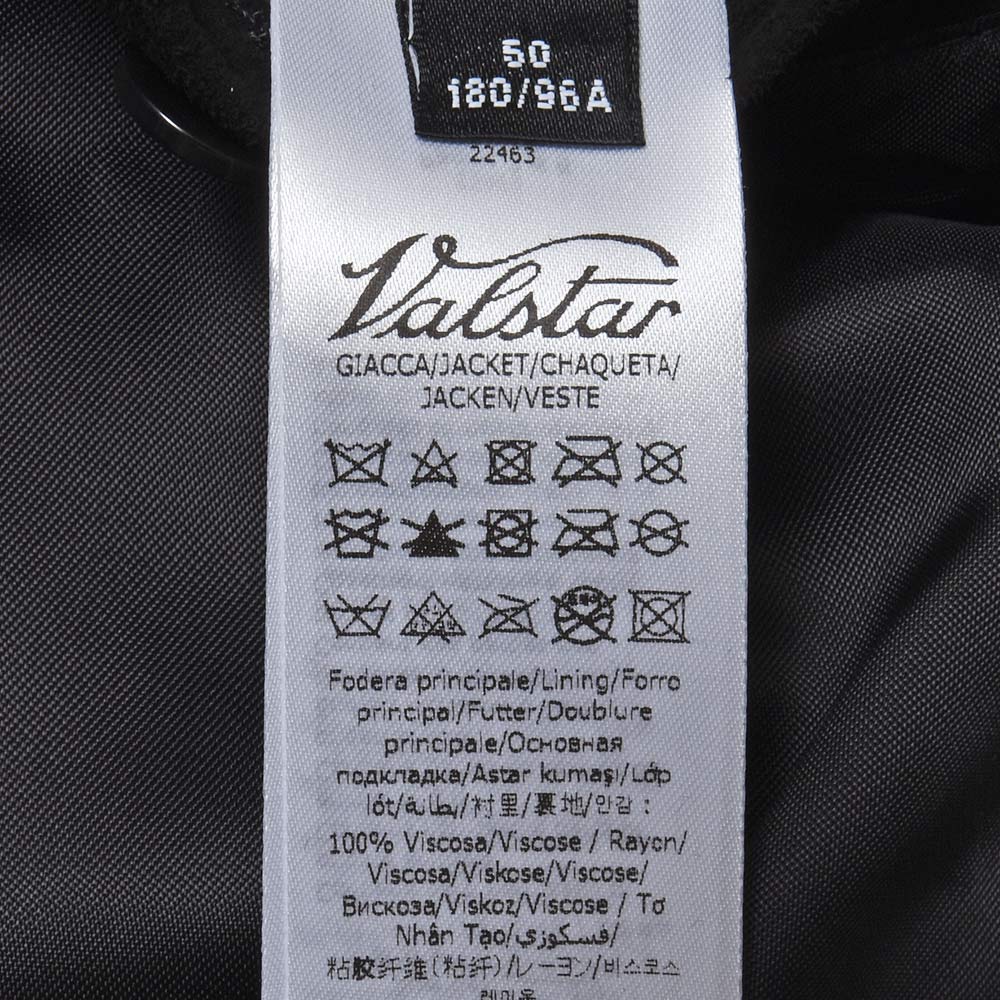 50
180/96A
22463
Valstar
GIACCA/JACKET/CHAQUETA/
JACKEN/VESTE
Fodera principale/Lining/Forro
principal/Futter/Doublure
principale/Основная
подкладка/Astar kumaşı/Lớp
lót/بطانة/衬里/裏地/안감 :
100% Viscosa/Viscose / Rayon/
Viscosa/Viskose/Viscose/
Вискоза/Viskoz/Viscose / Tơ
Nhân Tạo/فسكوزي/
粘胶纤维(粘纤)/レーヨン/비스코스